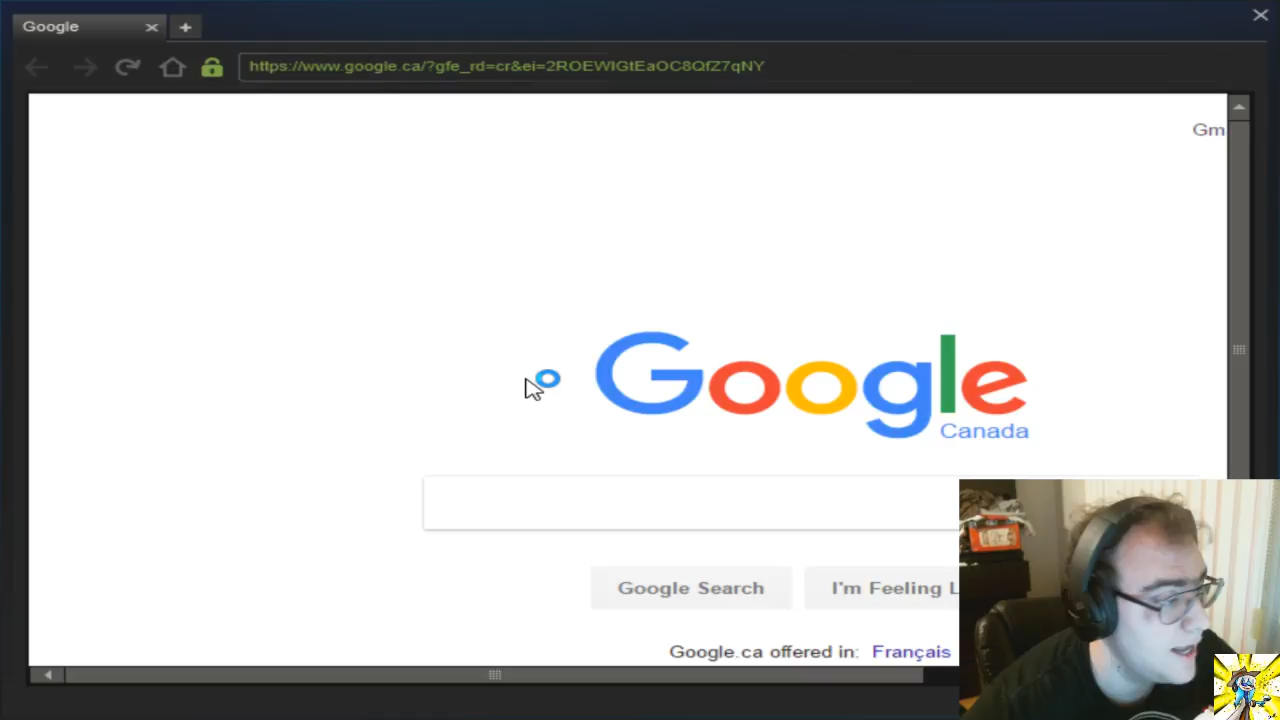 Google
https://www.google.ca/?gfe_rd=cr&ei=2ROEWIGtEaOC8QfZ7qNY
Gm
Google
Canada
Google Search
I'm Feeling L
Google.ca offered in: Français